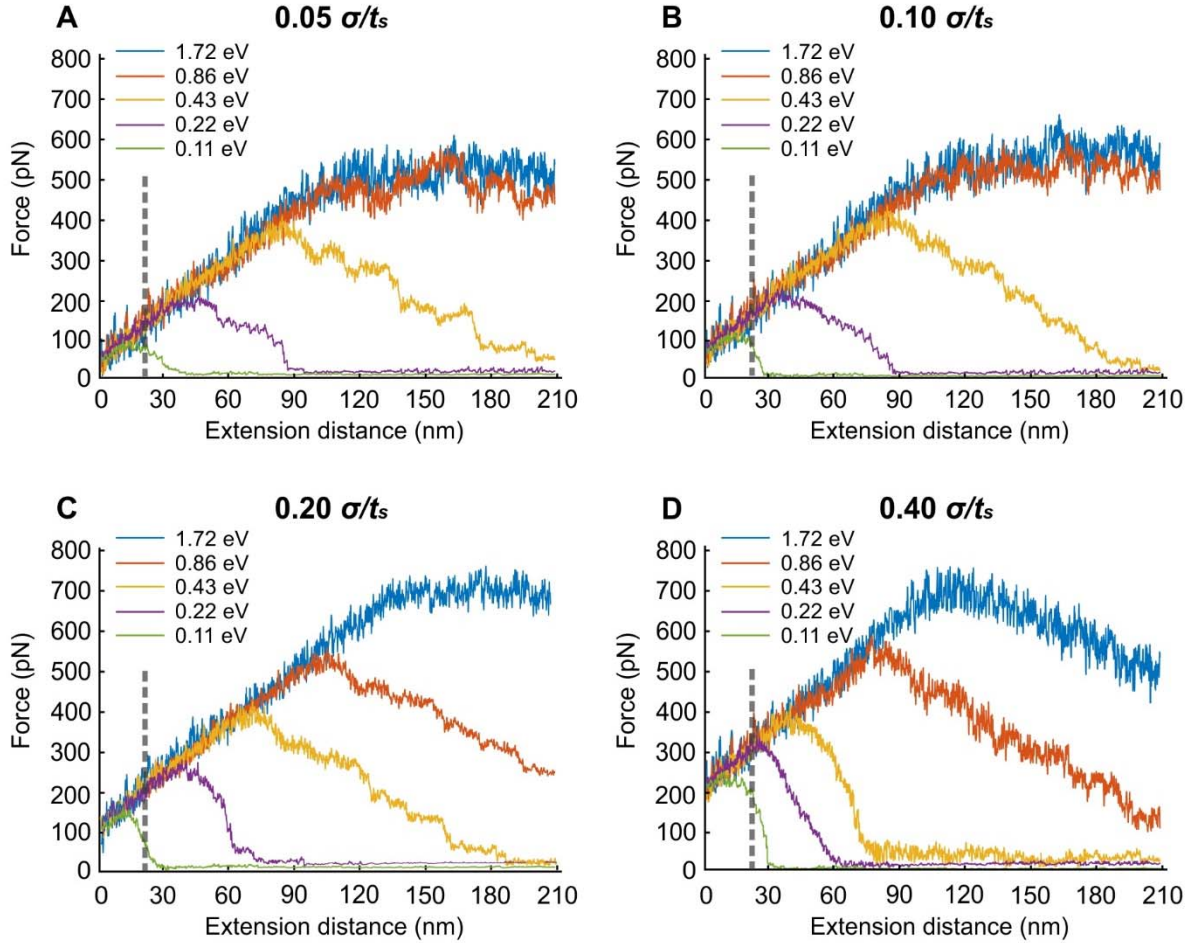 A 0.05 σ/ts
1.72 eV
0.86 eV
0.43 eV
0.22 eV
0.11 eV
800
700
600
500
400
300
200
100
0
Force (pN)
0 30 60 90 120 150 180 210
Extension distance (nm)
B 0.10 σ/ts
1.72 eV
0.86 eV
0.43 eV
0.22 eV
0.11 eV
800
700
600
500
400
300
200
100
0
Force (pN)
0 30 60 90 120 150 180 210
Extension distance (nm)
C 0.20 σ/ts
1.72 eV
0.86 eV
0.43 eV
0.22 eV
0.11 eV
800
700
600
500
400
300
200
100
0
Force (pN)
0 30 60 90 120 150 180 210
Extension distance (nm)
D 0.40 σ/ts
1.72 eV
0.86 eV
0.43 eV
0.22 eV
0.11 eV
800
700
600
500
400
300
200
100
0
Force (pN)
0 30 60 90 120 150 180 210
Extension distance (nm)